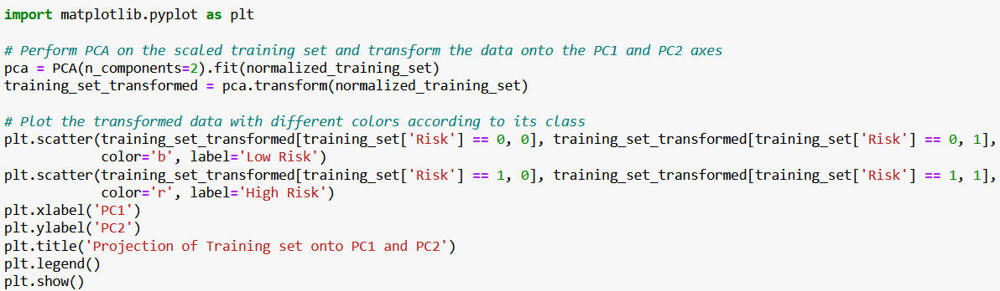 import matplotlib.pyplot as plt
# Perform PCA on the scaled training set and transform the data onto the PC1 and PC2 axes
pca = PCA(n_components=2).fit(normalized_training_set)
training_set_transformed = pca.transform(normalized_training_set)
# Plot the transformed data with different colors according to its class
plt.scatter(training_set_transformed[training_set['Risk'] == 0, 0], training_set_transformed[training_set['Risk'] == 0, 1],
color='b', label='Low Risk')
plt.scatter(training_set_transformed[training_set['Risk'] == 1, 0], training_set_transformed[training_set['Risk'] == 1, 1],
color='r', label='High Risk')
plt.xlabel('PC1')
plt.ylabel('PC2')
plt.title('Projection of Training set onto PC1 and PC2')
plt.legend()
plt.show()